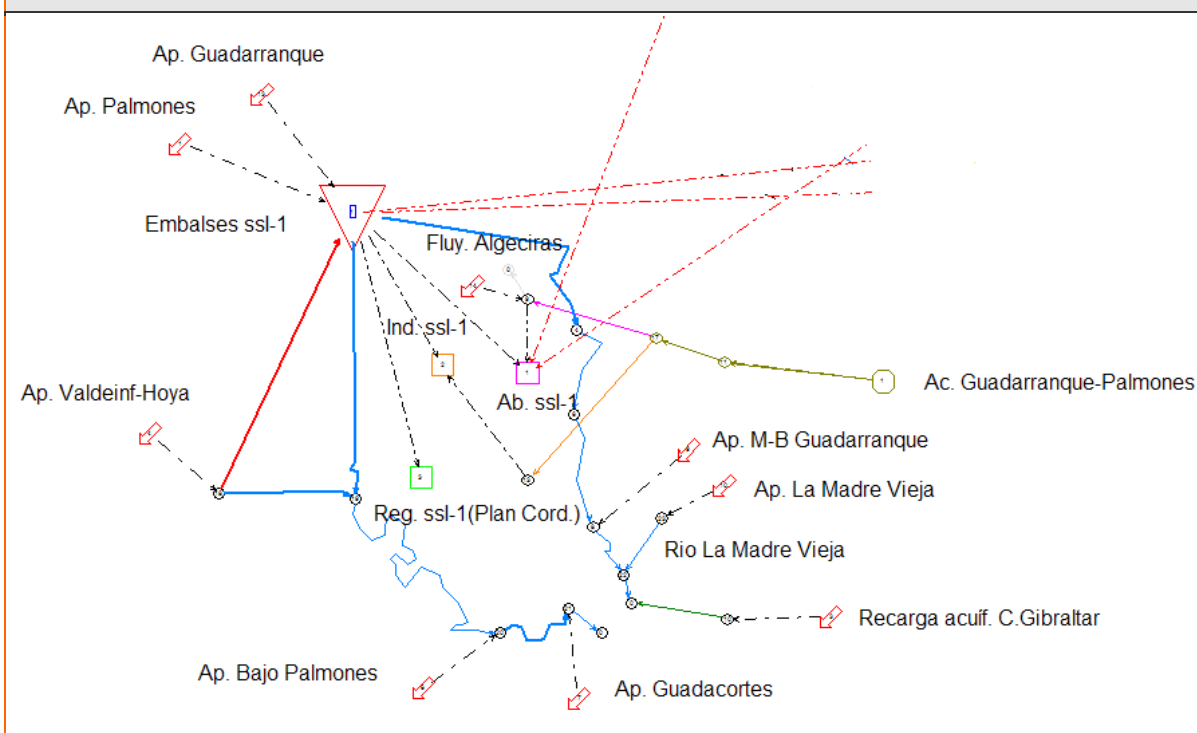 Ap. Guadarranque
Ap. Palmones
Embalses ssl-1
Fluy. Algeciras
Ind. ssl-1
Ap. Valdeinf-Hoya
Ab. ssl-1
Ac. Guadarranque-Palmones
Ap. M-B Guadarranque
Ap. La Madre Vieja
Reg. ssl-1(Plan Cord.)
Rio La Madre Vieja
Recarga acuíf. C.Gibraltar
Ap. Bajo Palmones
Ap. Guadacortes